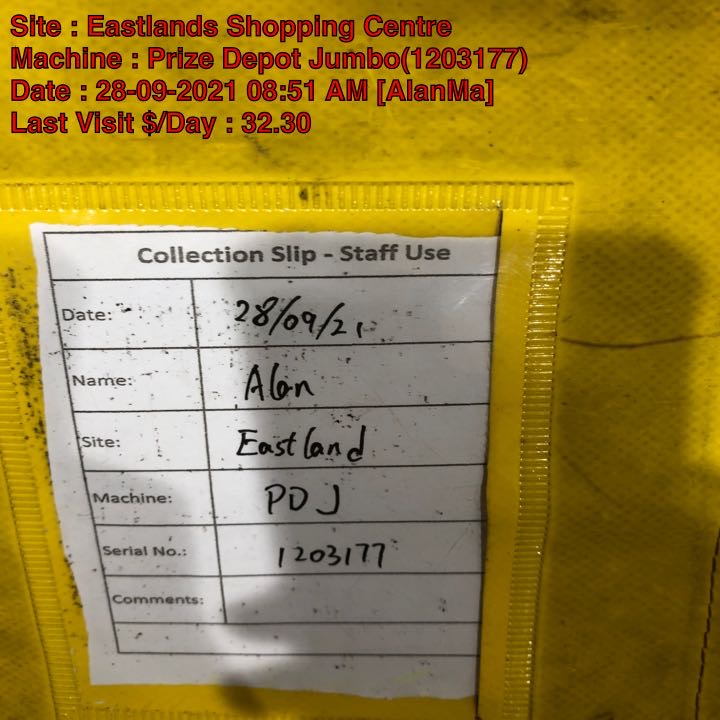 Site : Eastlands Shopping Centre
Machine : Prize Depot Jumbo(1203177)
Date : 28-09-2021 08:51 AM [AlanMa]
Last Visit $/Day : 32.30
Collection Slip - Staff Use
Date: 28/09/21
Name: Alan
Site: Eastland
Machine: PDJ
Serial No.: 1203177
Comments: